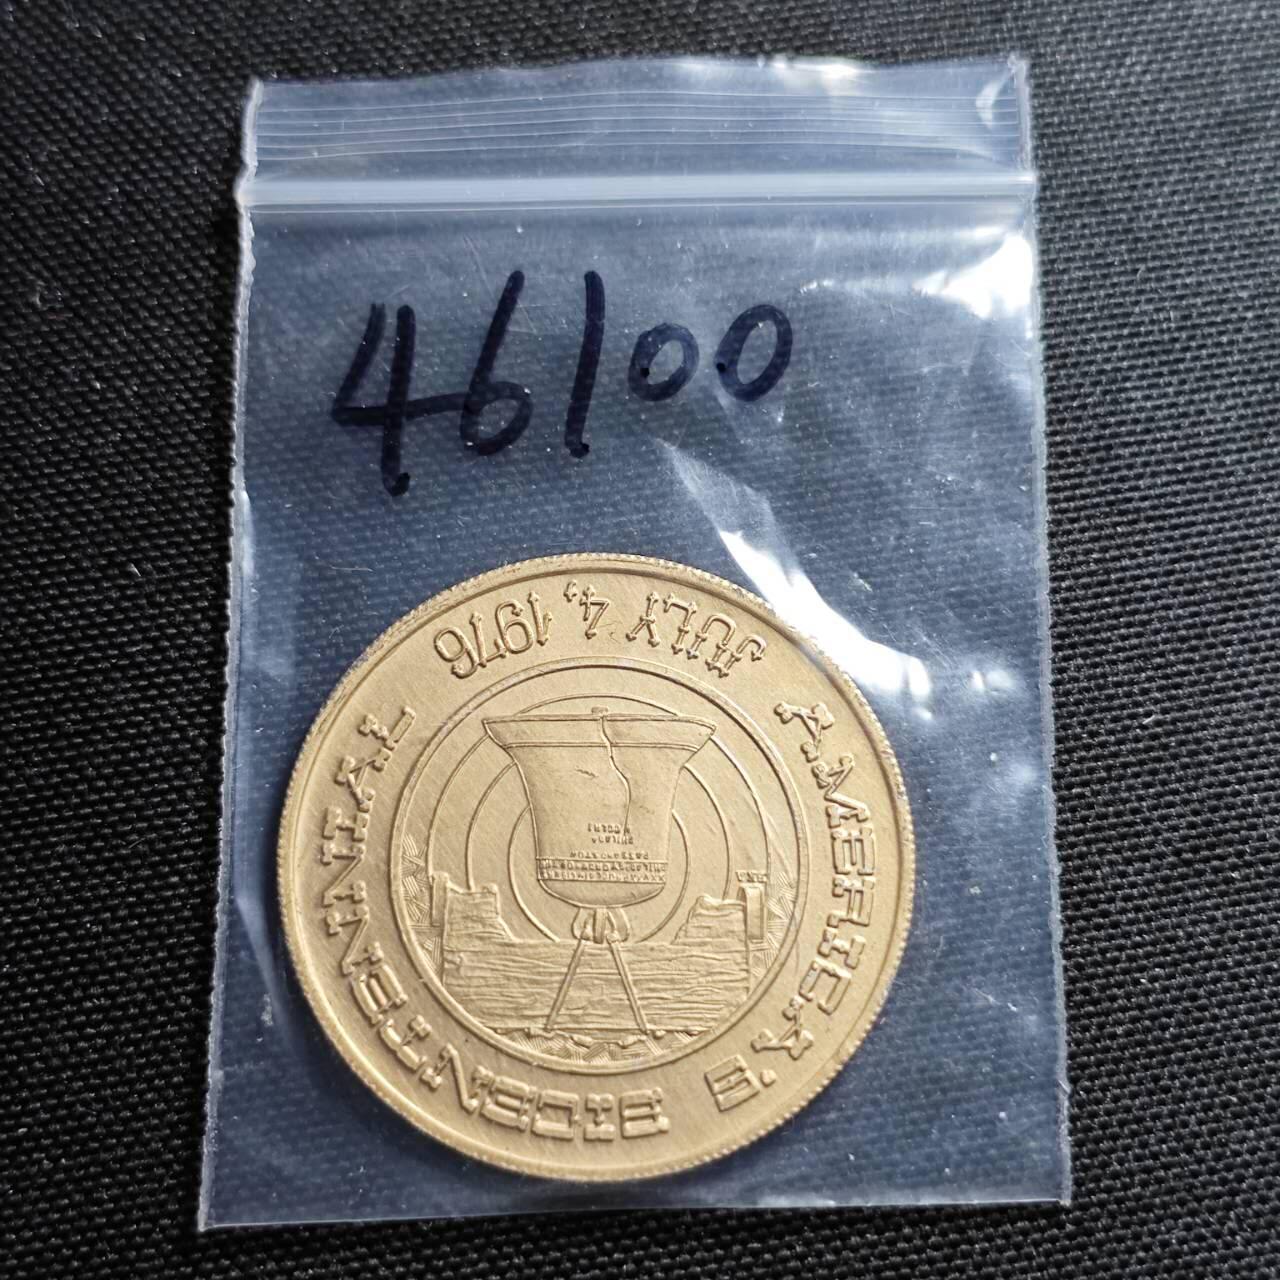 46100
AMERICA'S BICENTENNIAL
JULY 4, 1976